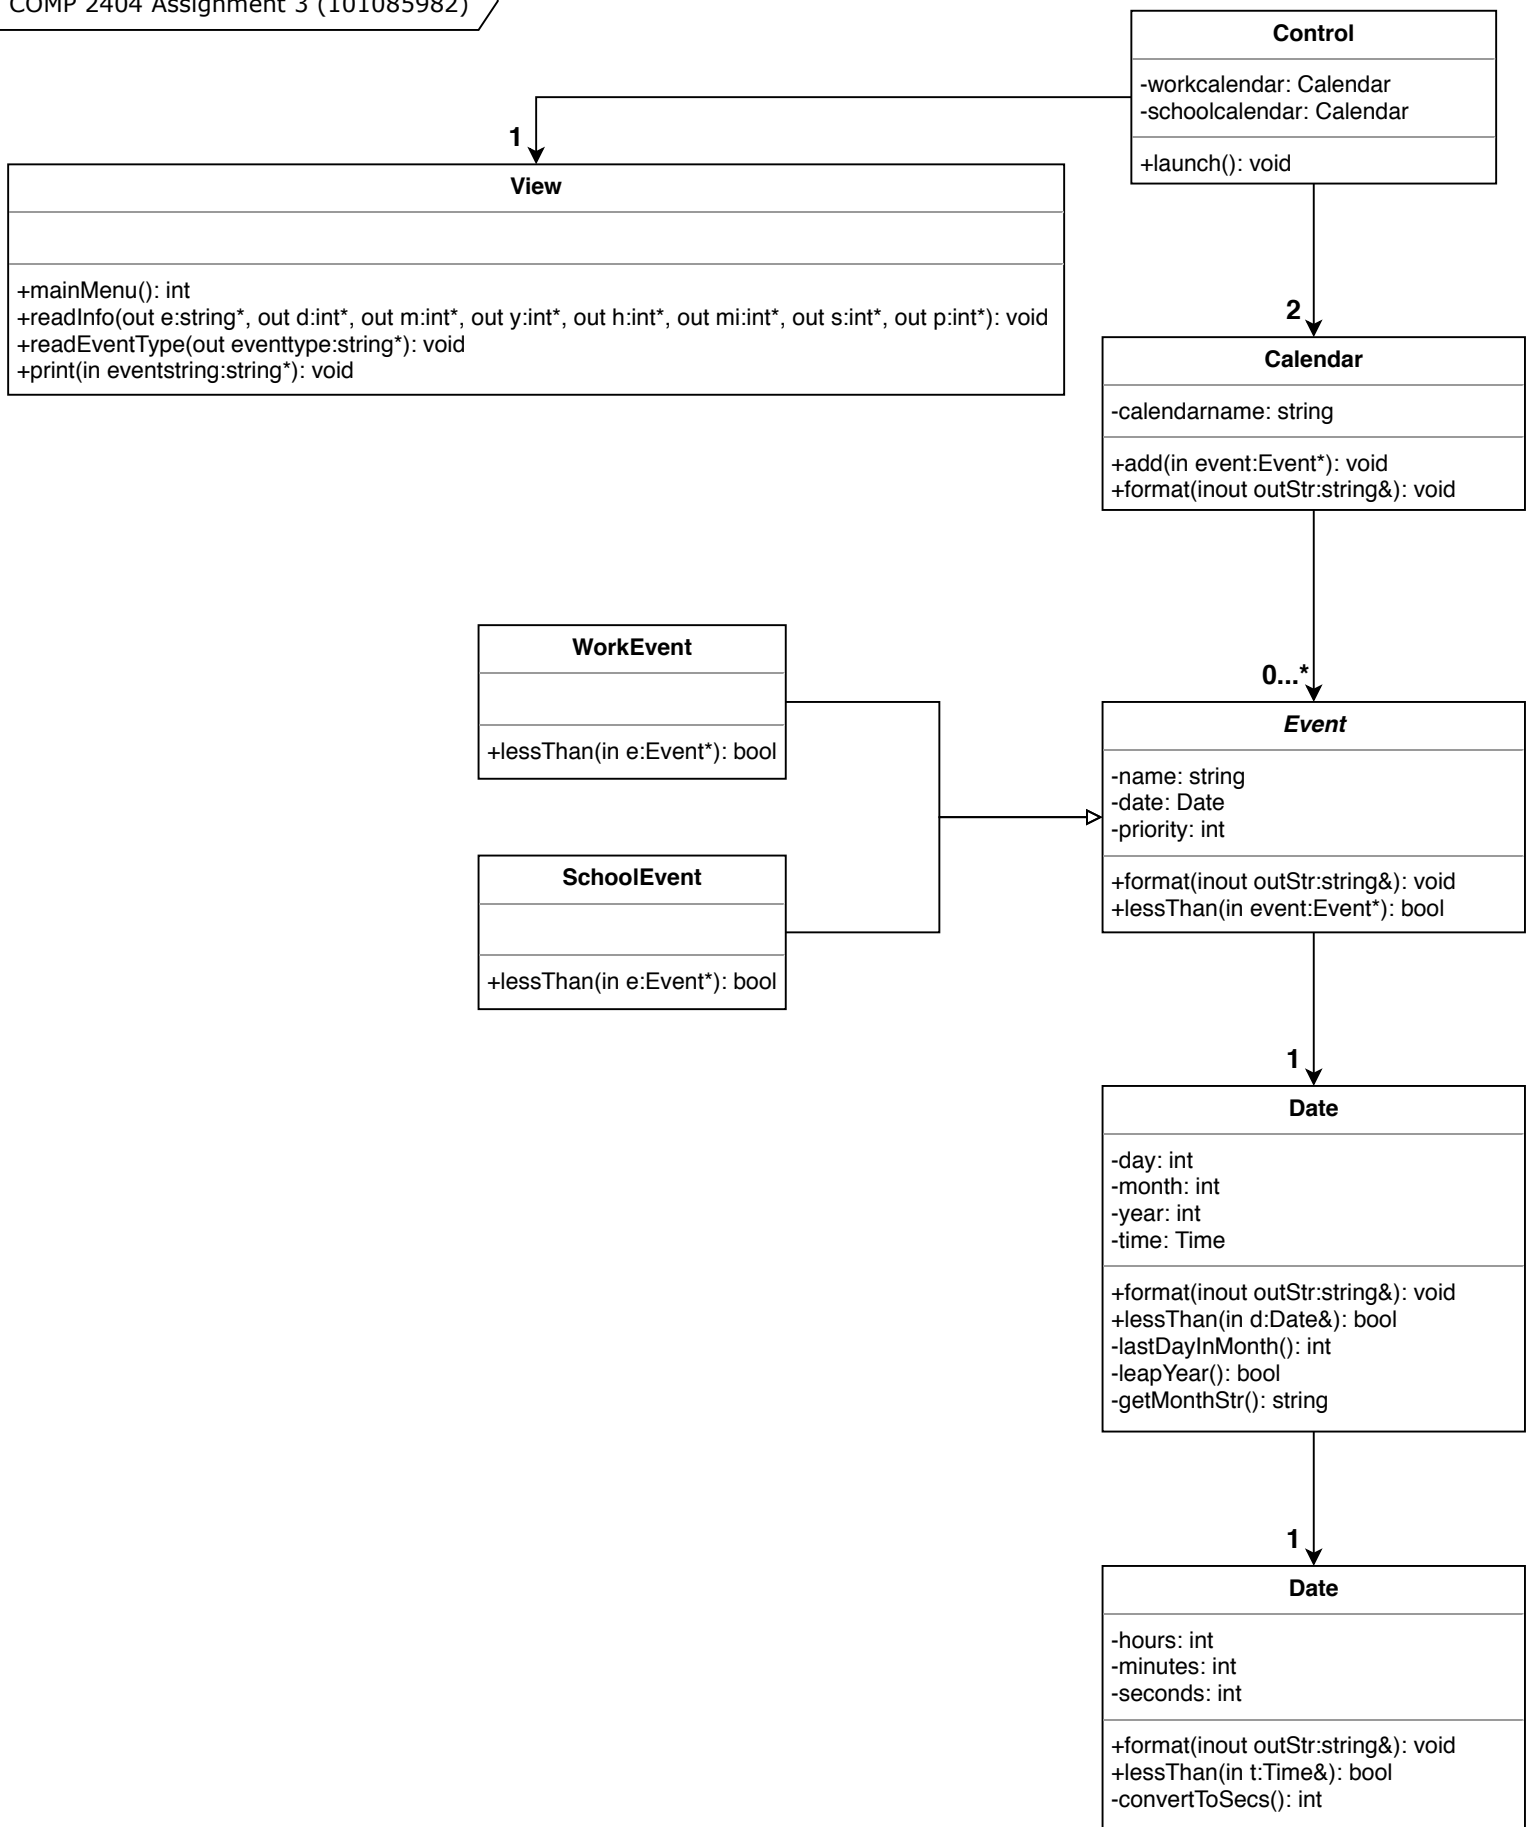 COMP 2404 Assignment 3 (101085982)
Control
-workcalendar: Calendar
-schoolcalendar: Calendar
+launch(): void
1
View
+mainMenu(): int
+readInfo(out e:string*, out d:int*, out m:int*, out y:int*, out h:int*, out mi:int*, out s:int*, out p:int*): void
+readEventType(out eventtype:string*): void
+print(in eventstring:string*): void
2
Calendar
-calendarname: string
+add(in event:Event*): void
+format(inout outStr:string&): void
WorkEvent
+lessThan(in e:Event*): bool
SchoolEvent
+lessThan(in e:Event*): bool
0...*
Event
-name: string
-date: Date
-priority: int
+format(inout outStr:string&): void
+lessThan(in event:Event*): bool
1
Date
-day: int
-month: int
-year: int
-time: Time
+format(inout outStr:string&): void
+lessThan(in d:Date&): bool
-lastDayInMonth(): int
-leapYear(): bool
-getMonthStr(): string
1
Date
-hours: int
-minutes: int
-seconds: int
+format(inout outStr:string&): void
+lessThan(in t:Time&): bool
-convertToSecs(): int